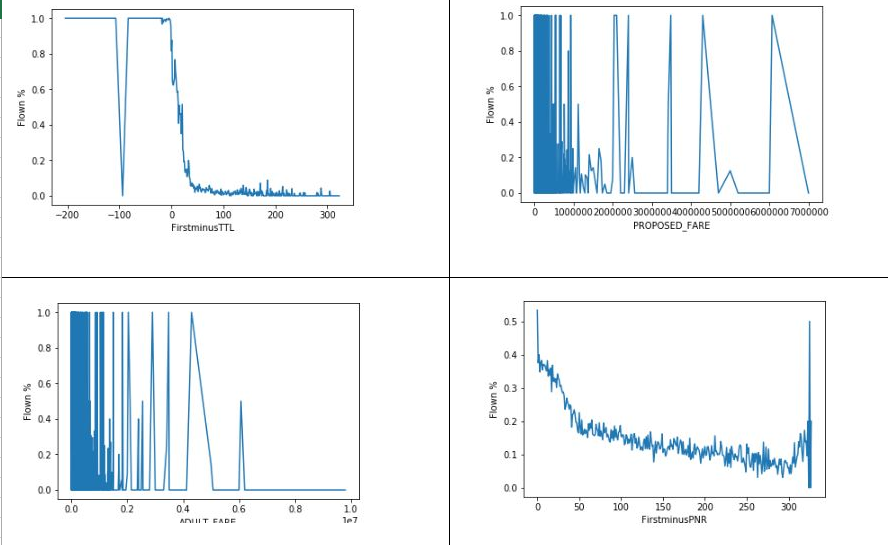 1.0
0.8
0.6
0.4
0.2
0.0
Flown %
−200 −100 0 100 200 300
FirstminusTTL
1.0
0.8
0.6
0.4
0.2
0.0
Flown %
0 1000000 2000000 3000000 4000000 5000000 6000000 7000000
PROPOSED_FARE
1.0
0.8
0.6
0.4
0.2
0.0
Flown %
0.0 0.2 0.4 0.6 0.8 1.0
1e7
ADULT_FARE
0.5
0.4
0.3
0.2
0.1
0.0
Flown %
0 50 100 150 200 250 300
FirstminusPNR